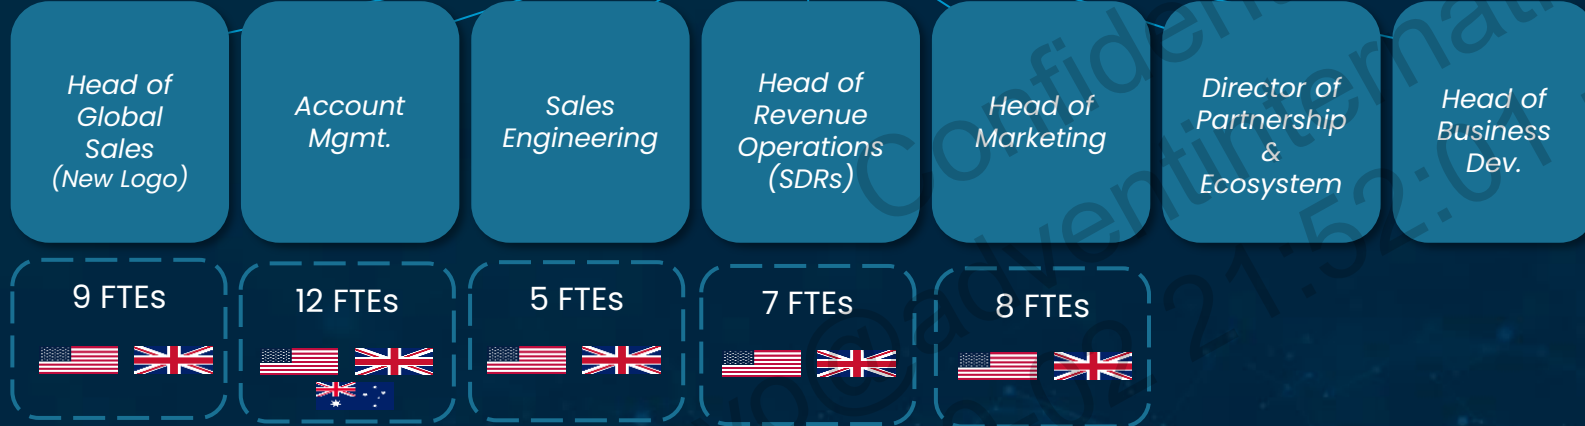 Head of
Global
Sales
(New Logo)
Account
Mgmt.
Sales
Engineering
Head of
Revenue
Operations
(SDRs)
Head of
Marketing
Director of
Partnership
&
Ecosystem
Head of
Business
Dev.
9 FTEs
12 FTEs
5 FTEs
7 FTEs
8 FTEs